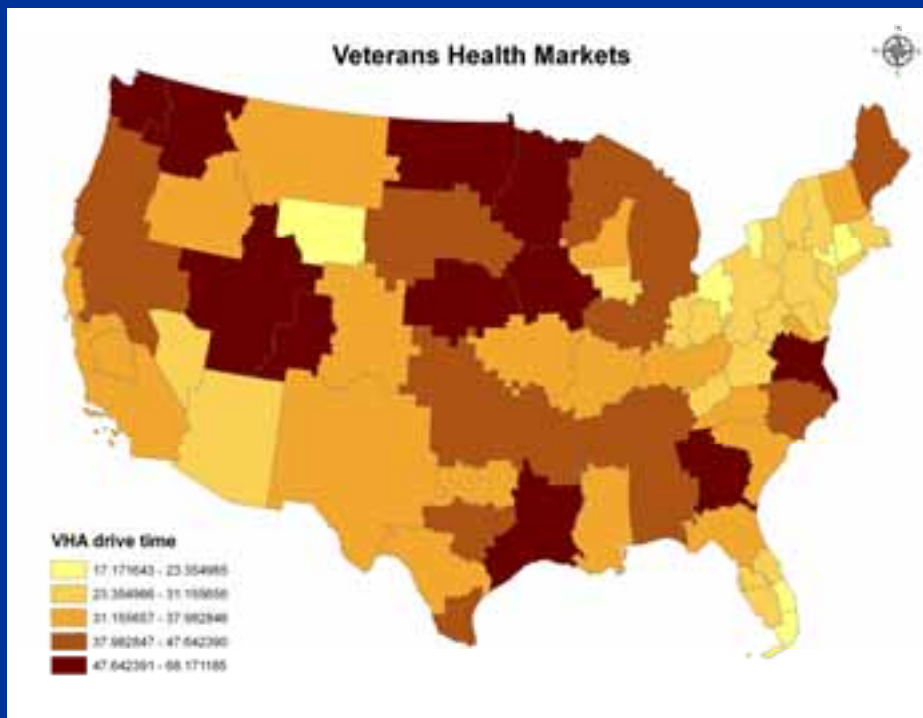 Veterans Health Markets
VHA drive time
17.171643 - 23.354965
23.354966 - 31.155656
31.155657 - 37.982846
37.982847 - 47.642390
47.642391 - 68.171185